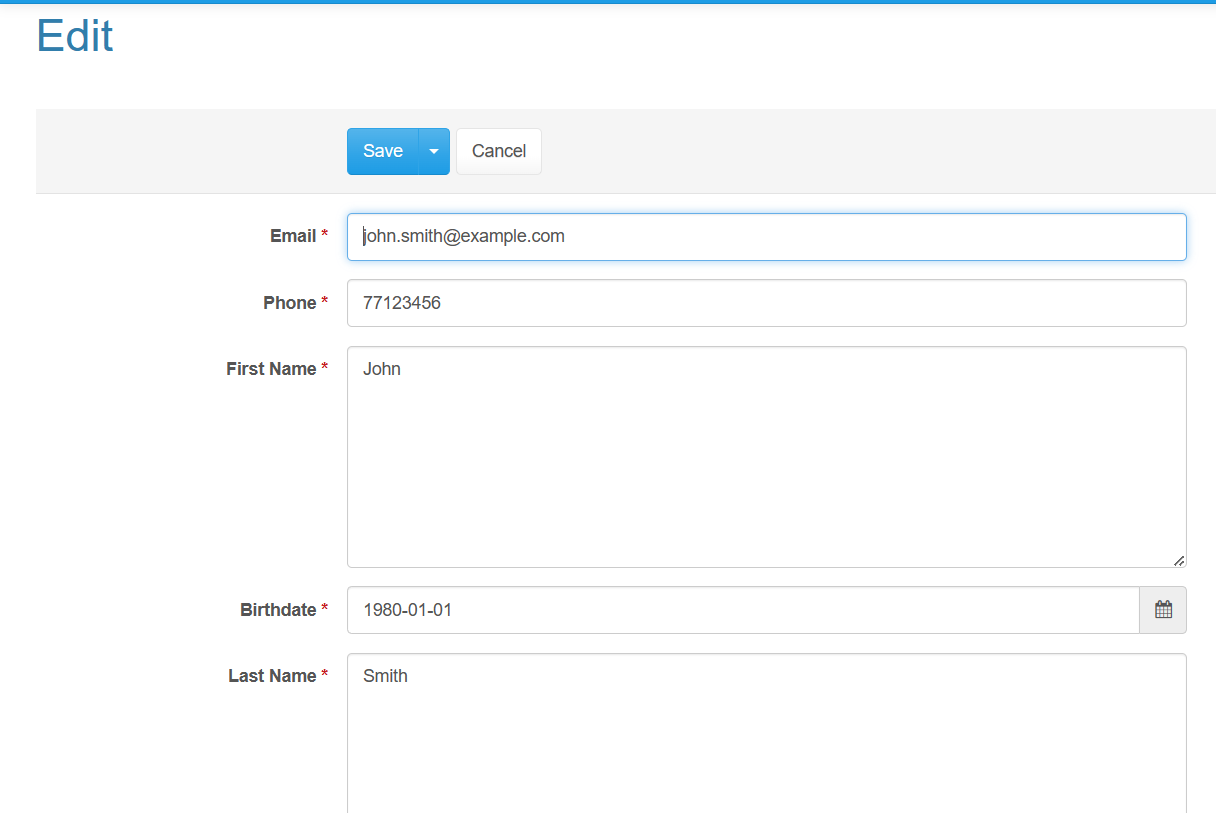 Edit
Save Cancel
Email * john.smith@example.com
Phone * 77123456
First Name * John
Birthdate * 1980-01-01
Last Name * Smith